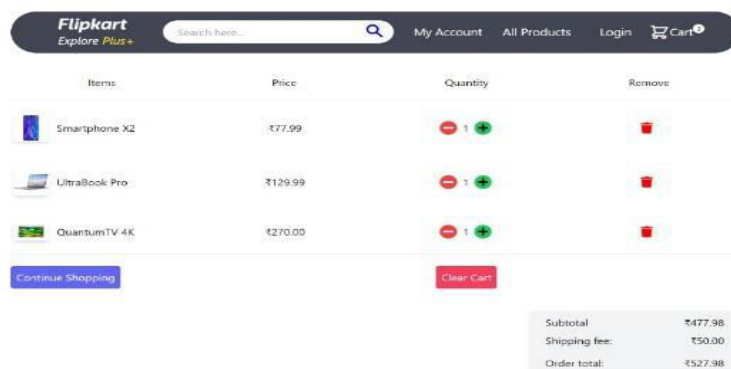 Flipkart
Explore Plus+
Search here...
My Account All Products Login Cart
Items Price Quantity Remove
Smartphone X2 ₹77.99 1
UltraBook Pro ₹129.99 1
QuantumTV 4K ₹270.00 1
Continue Shopping Clear Cart
Subtotal ₹477.98
Shipping fee: ₹50.00
Order total: ₹527.98